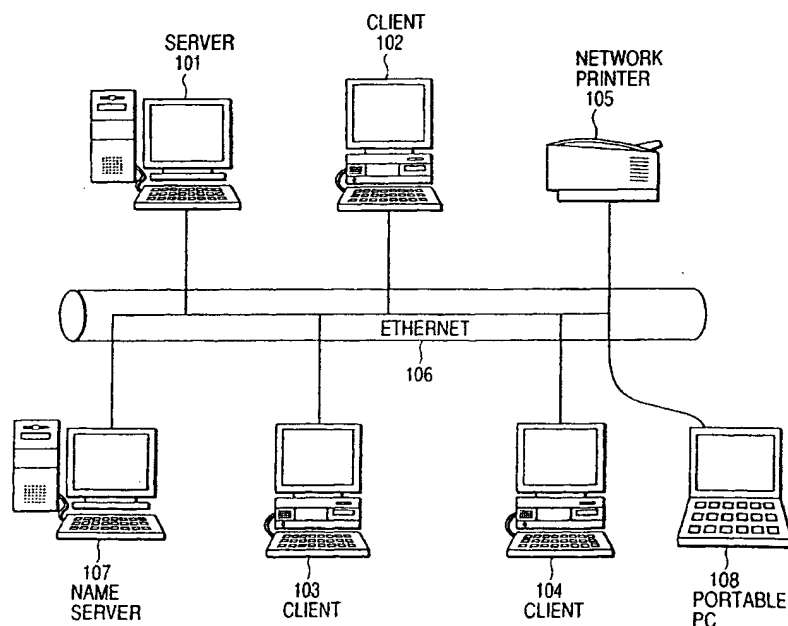 SERVER
101
CLIENT
102
NETWORK
PRINTER
105
ETHERNET
106
107
NAME
SERVER
103
CLIENT
104
CLIENT
108
PORTABLE
PC